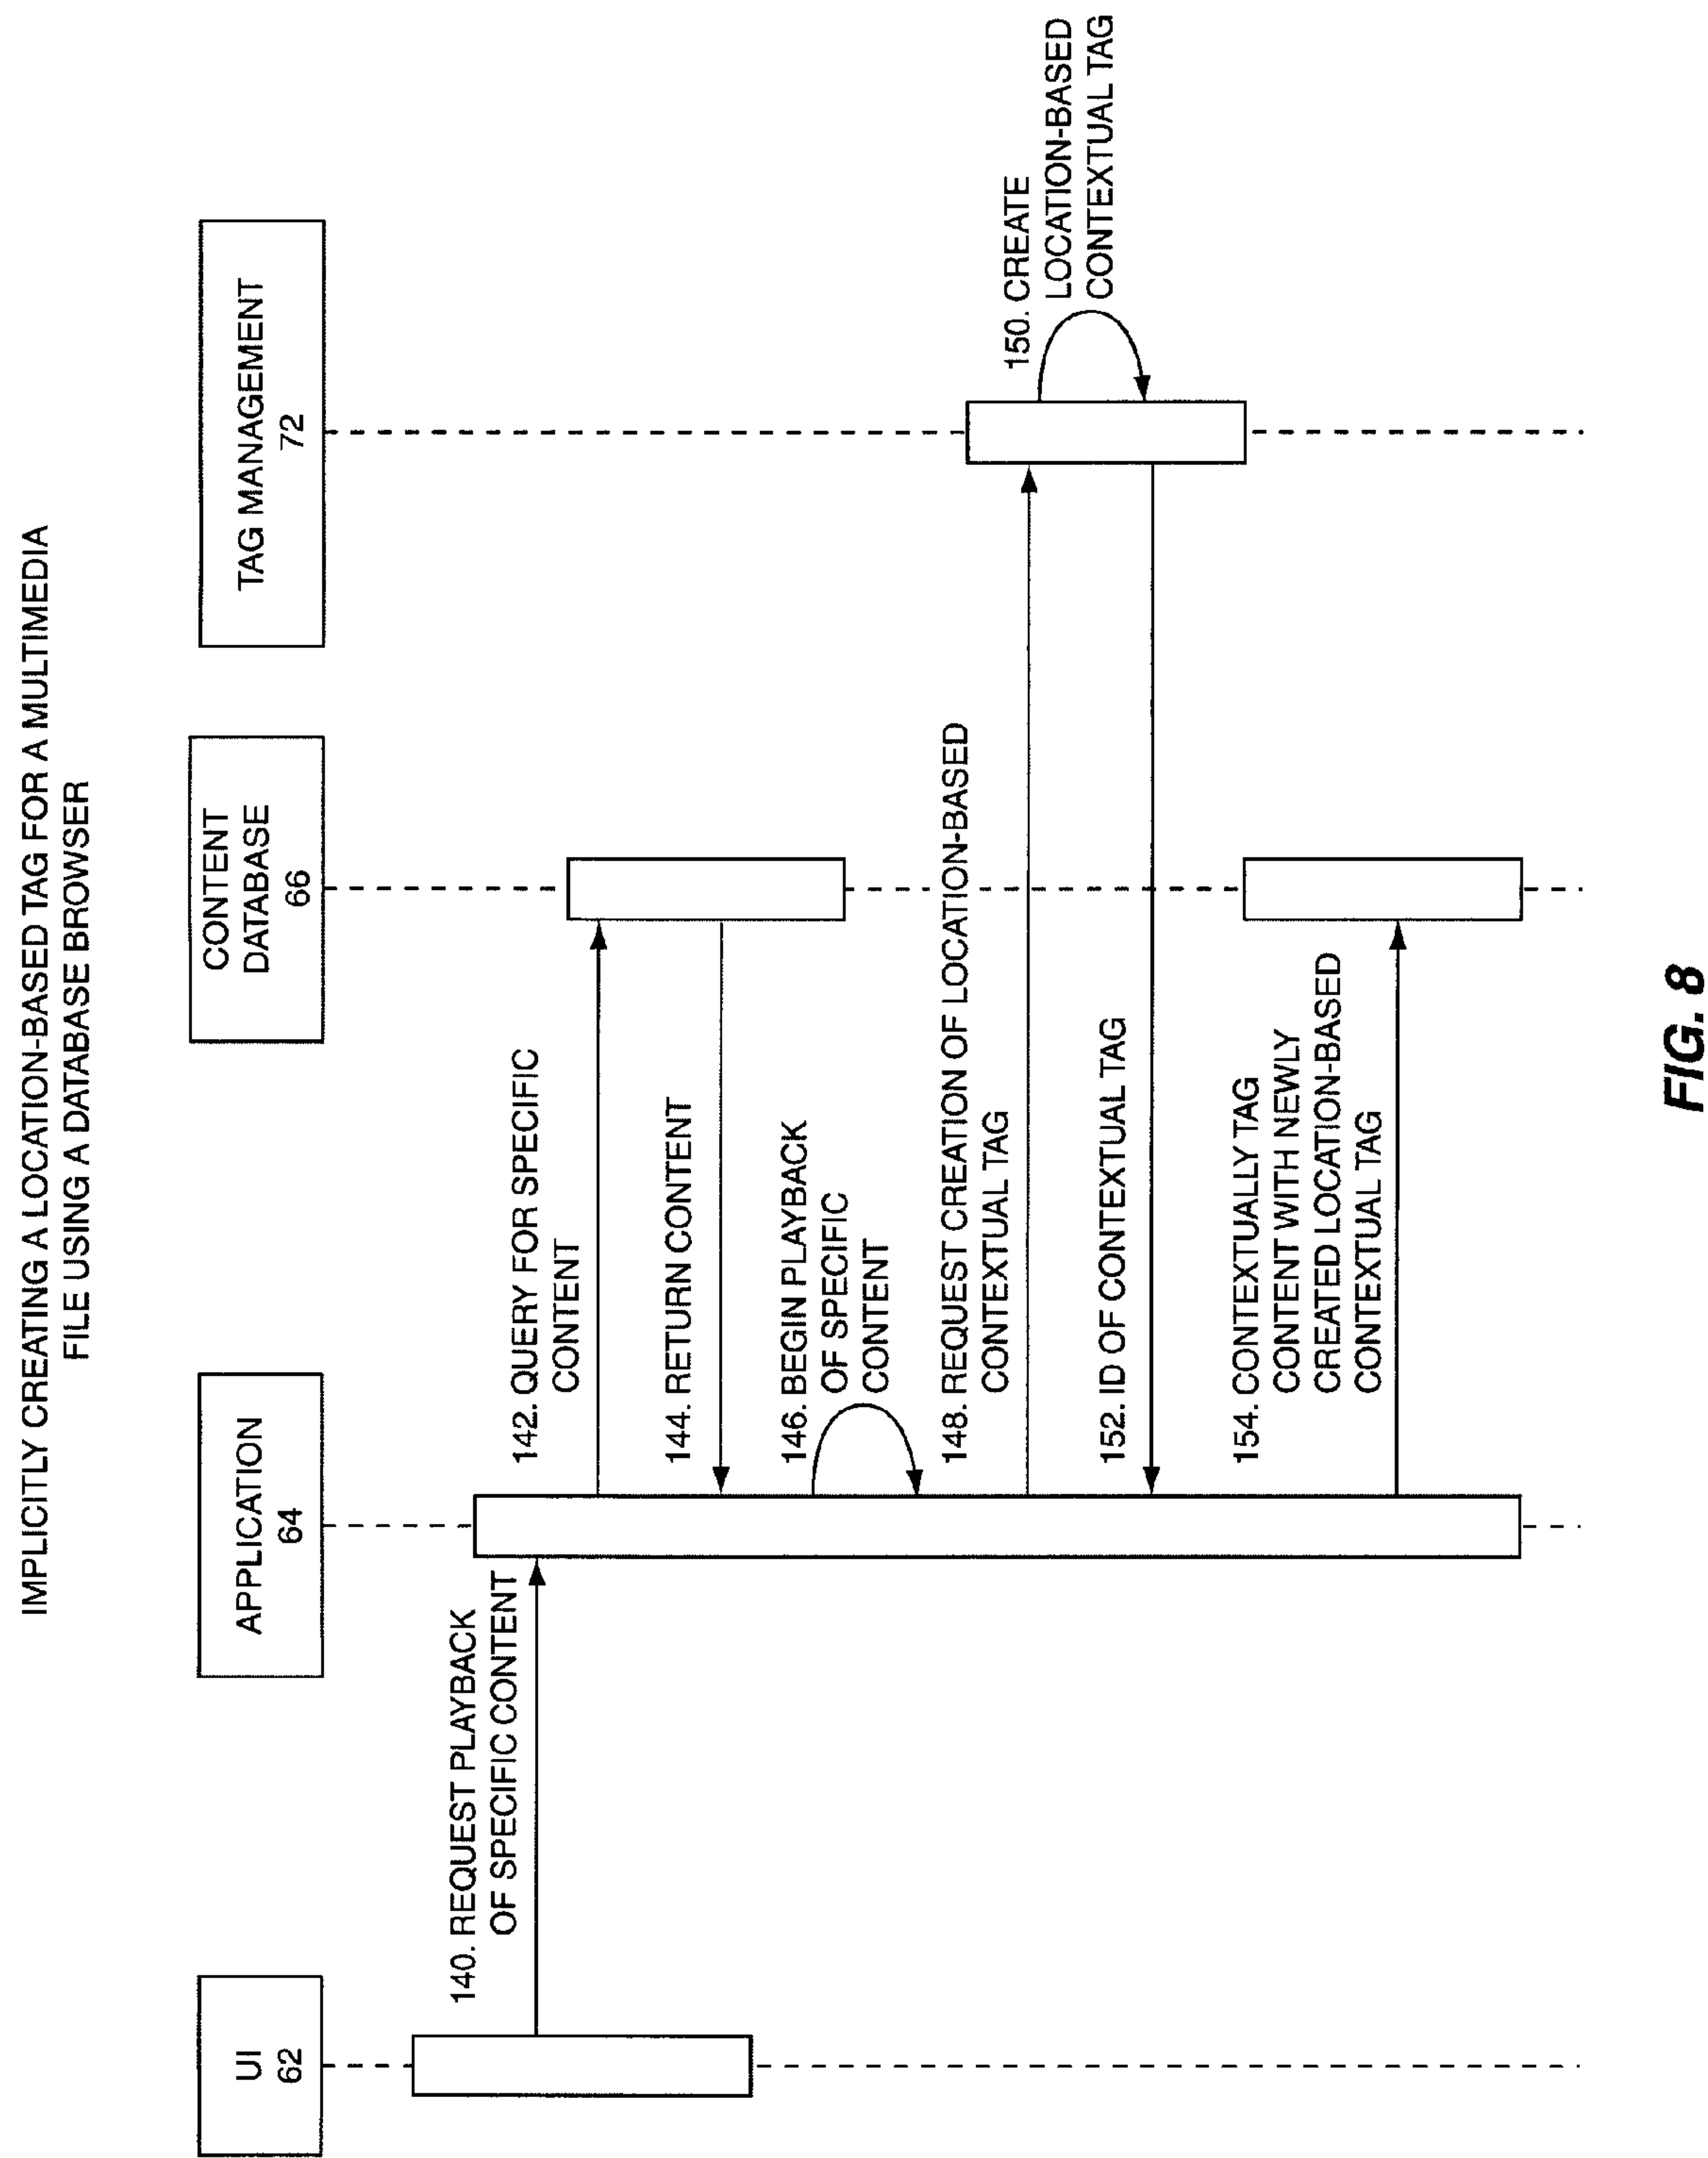 IMPLICITLY CREATING A LOCATION-BASED TAG FOR A MULTIMEDIA
FILE USING A DATABASE BROWSER
UI
62
APPLICATION
64
CONTENT
DATABASE
66
TAG MANAGEMENT
72
140. REQUEST PLAYBACK
OF SPECIFIC CONTENT
142. QUERY FOR SPECIFIC
CONTENT
144. RETURN CONTENT
146. BEGIN PLAYBACK
OF SPECIFIC
CONTENT
148. REQUEST CREATION OF LOCATION-BASED
CONTEXTUAL TAG
150. CREATE
LOCATION-BASED
CONTEXTUAL TAG
152. ID OF CONTEXTUAL TAG
154. CONTEXTUALLY TAG
CONTENT WITH NEWLY
CREATED LOCATION-BASED
CONTEXTUAL TAG
FIG. 8